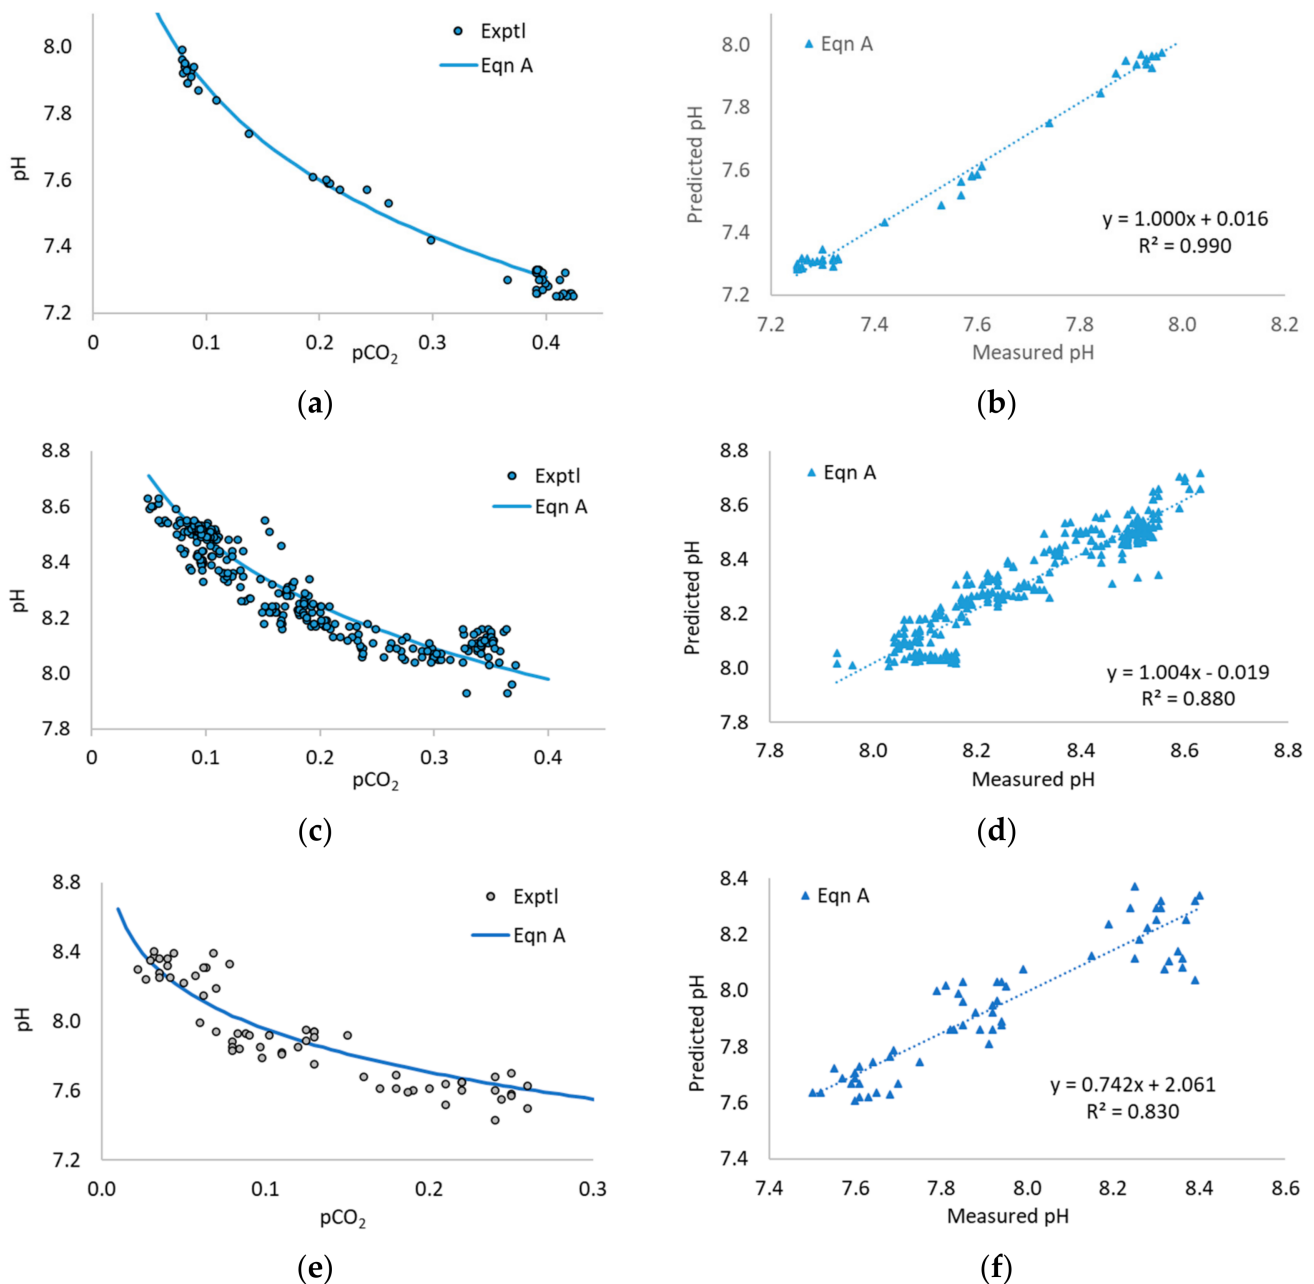 8.0
7.8
7.6
7.4
7.2
pH
Exptl
Eqn A
0 0.1 0.2 0.3 0.4
pCO₂
(a)
8.0
7.8
7.6
7.4
7.2
Predicted pH
Eqn A
y = 1.000x + 0.016
R² = 0.990
7.2 7.4 7.6 7.8 8.0 8.2
Measured pH
(b)
8.8
8.6
8.4
8.2
8.0
7.8
pH
Exptl
Eqn A
0 0.1 0.2 0.3 0.4
pCO₂
(c)
8.8
8.6
8.4
8.2
8.0
7.8
Predicted pH
Eqn A
y = 1.004x - 0.019
R² = 0.880
7.8 8.0 8.2 8.4 8.6 8.8
Measured pH
(d)
8.8
8.4
8.0
7.6
7.2
pH
Exptl
Eqn A
0.0 0.1 0.2 0.3
pCO₂
(e)
8.4
8.2
8.0
7.8
7.6
7.4
Predicted pH
Eqn A
y = 0.742x + 2.061
R² = 0.830
7.4 7.6 7.8 8.0 8.2 8.4 8.6
Measured pH
(f)